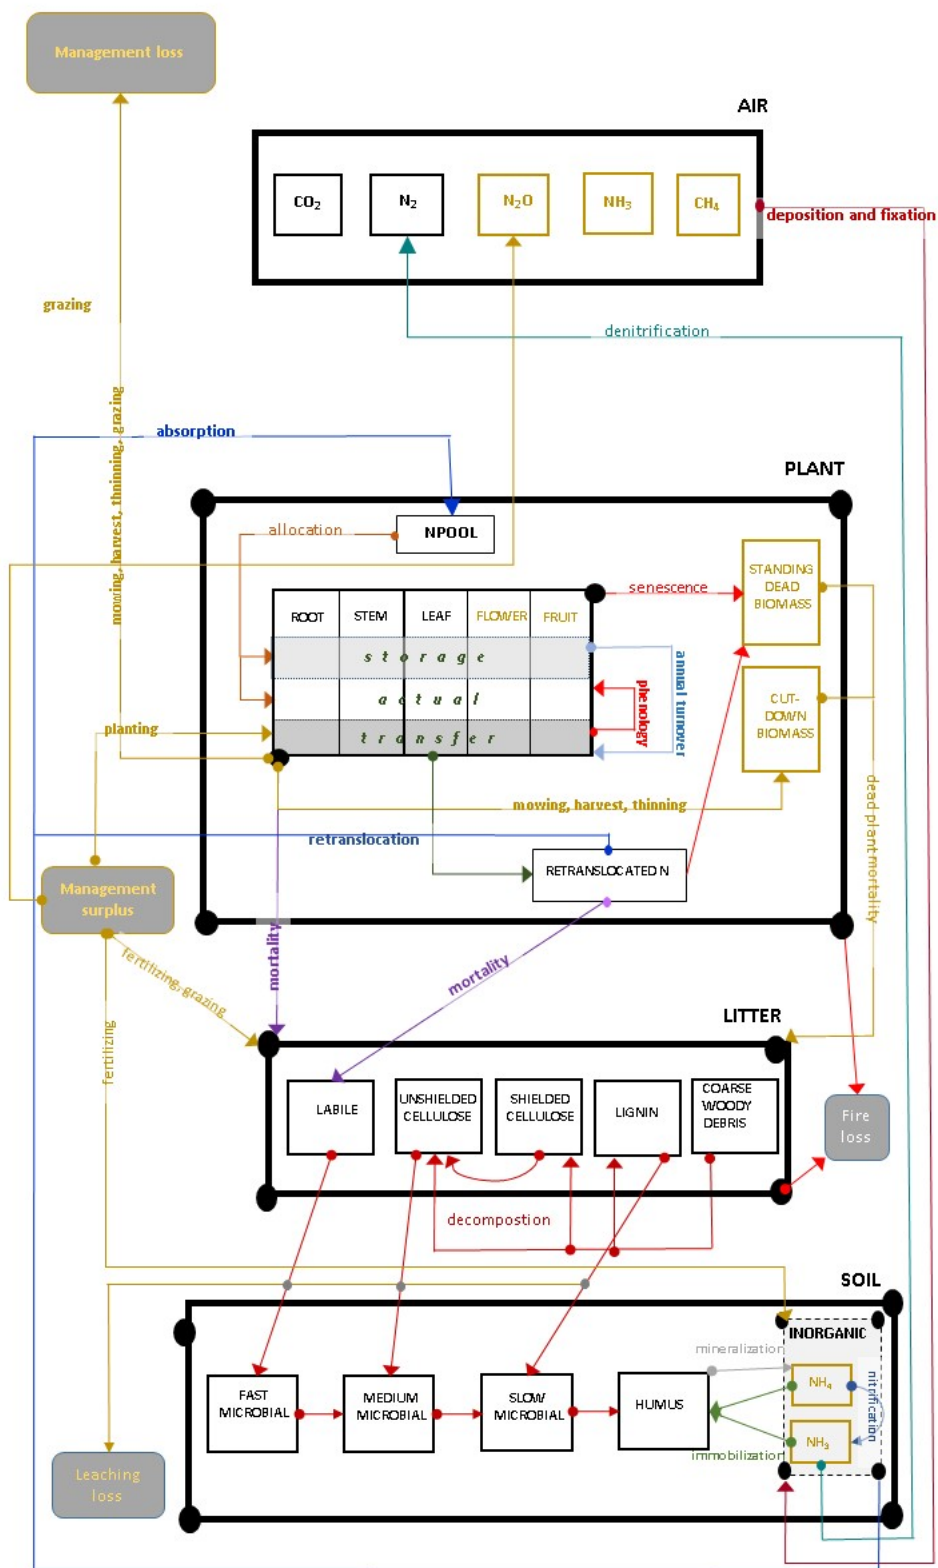 Management loss
AIR
CO2
N2
N2O
NH3
CH4
deposition and fixation
grazing
denitrification
mowing, harvest, thninning, grazing
absorption
PLANT
NPOOL
allocation
STANDING
DEAD
BIOMASS
senescence
ROOT
STEM
LEAF
FLOWER
FRUIT
storage
actual
transfer
phenology
annual turnover
CUT-
DOWN
BIOMASS
planting
mowing, harvest, thinning
dead plant mortality
retranslocation
RETRANSLOCATED N
Management
surplus
mortality
fertilizing, grazing
mortality
fertilizing
LITTER
LABILE
UNSHIELDED
CELLULOSE
SHIELDED
CELLULOSE
LIGNIN
COARSE
WOODY
DEBRIS
Fire
loss
decompostion
SOIL
INORGANIC
mineralization
NH4
nitrification
NH3
immobilization
FAST
MICROBIAL
MEDIUM
MICROBIAL
SLOW
MICROBIAL
HUMUS
Leaching
loss